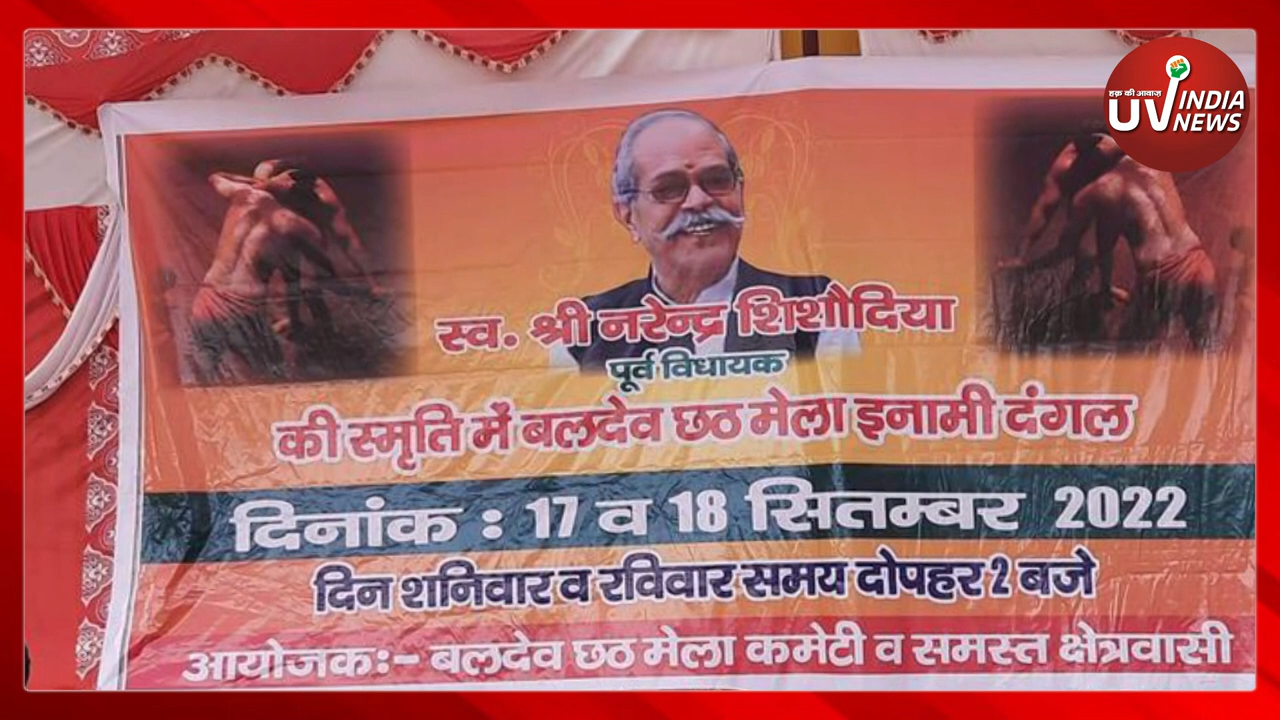 हक़ की आवाज़
UV INDIA NEWS
स्व. श्री नरेन्द्र शिशौदिया
पूर्व विधायक
की स्मृति में बलदेव छठ मेला इनामी दंगल
दिनांक : 17 व 18 सितम्बर 2022
दिन शनिवार व रविवार समय दोपहर 2 बजे
आयोजकः- बलदेव छठ मेला कमेटी व समस्त क्षेत्रवासी